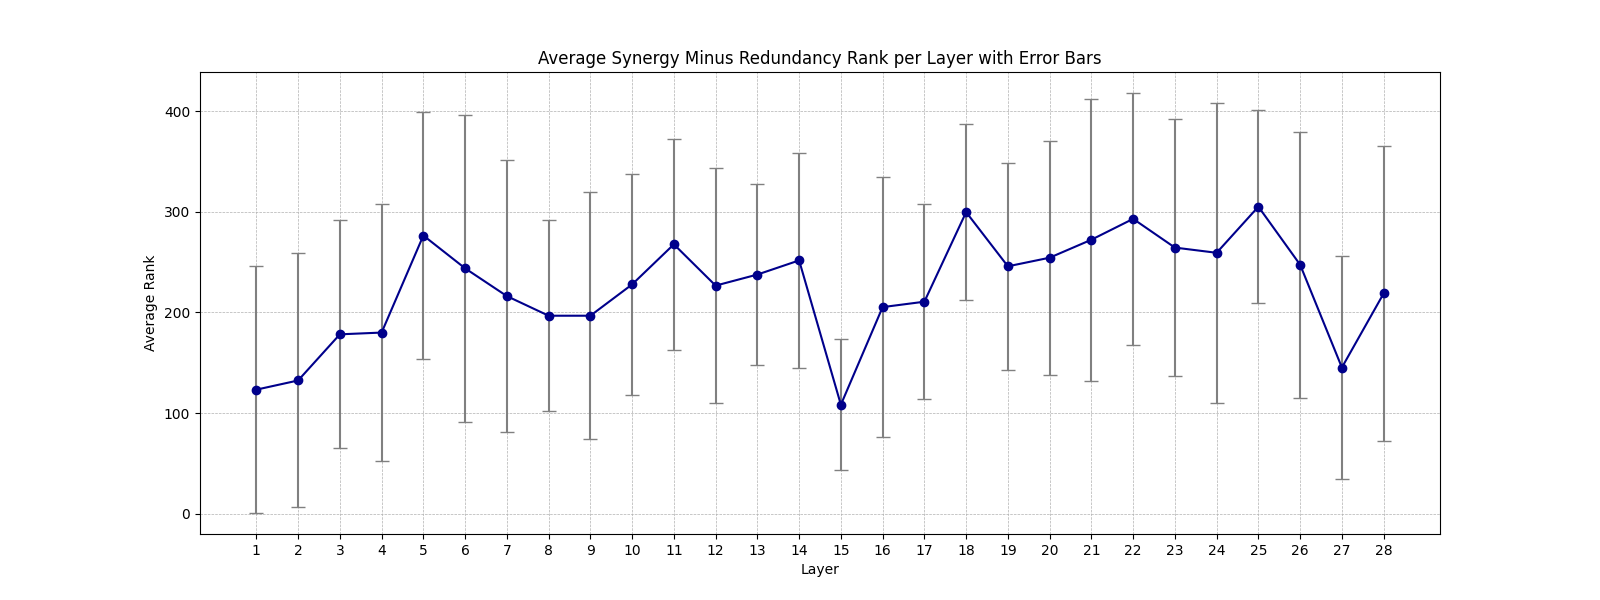 Average Synergy Minus Redundancy Rank per Layer with Error Bars
400
300
200
100
0
Average Rank
1 2 3 4 5 6 7 8 9 10 11 12 13 14 15 16 17 18 19 20 21 22 23 24 25 26 27 28
Layer